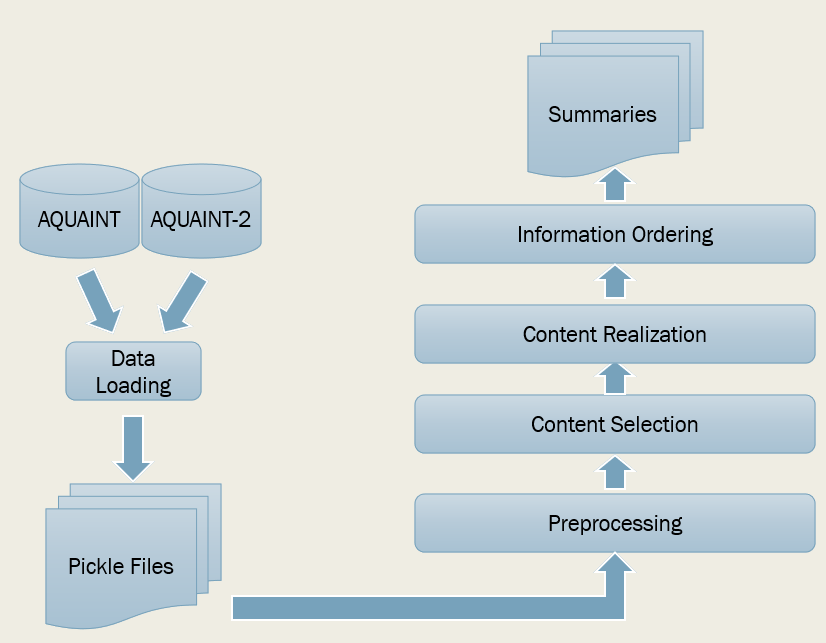 AQUAINT
AQUAINT-2
Data
Loading
Pickle Files
Preprocessing
Content Selection
Content Realization
Information Ordering
Summaries